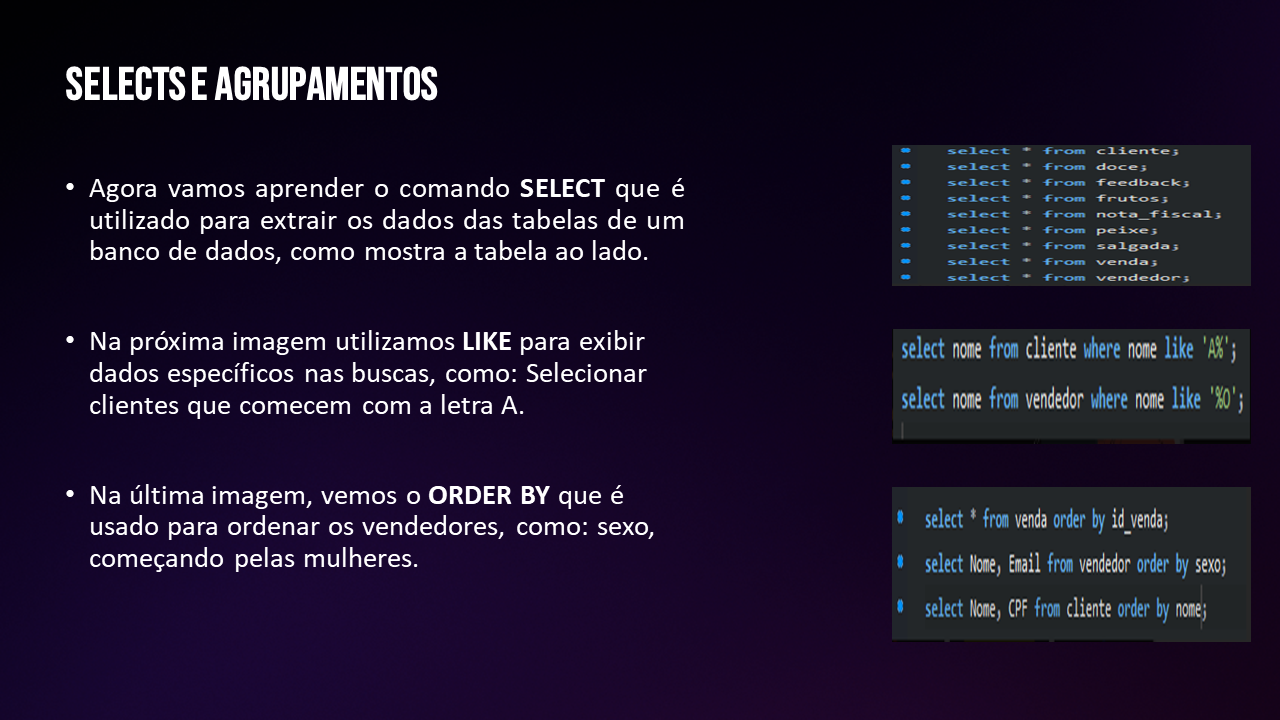 SELECTS E AGRUPAMENTOS
• Agora vamos aprender o comando SELECT que é
utilizado para extrair os dados das tabelas de um
banco de dados, como mostra a tabela ao lado.
• Na próxima imagem utilizamos LIKE para exibir
dados específicos nas buscas, como: Selecionar
clientes que comecem com a letra A.
• Na última imagem, vemos o ORDER BY que é
usado para ordenar os vendedores, como: sexo,
começando pelas mulheres.
select * from cliente;
select * from doce;
select * from feedback;
select * from frutos;
select * from nota_fiscal;
select * from peixe;
select * from salgada;
select * from venda;
select * from vendedor;
select nome from cliente where nome like 'A%';
select nome from vendedor where nome like '%O';
select * from venda order by id_venda;
select Nome, Email from vendedor order by sexo;
select Nome, CPF from cliente order by nome;